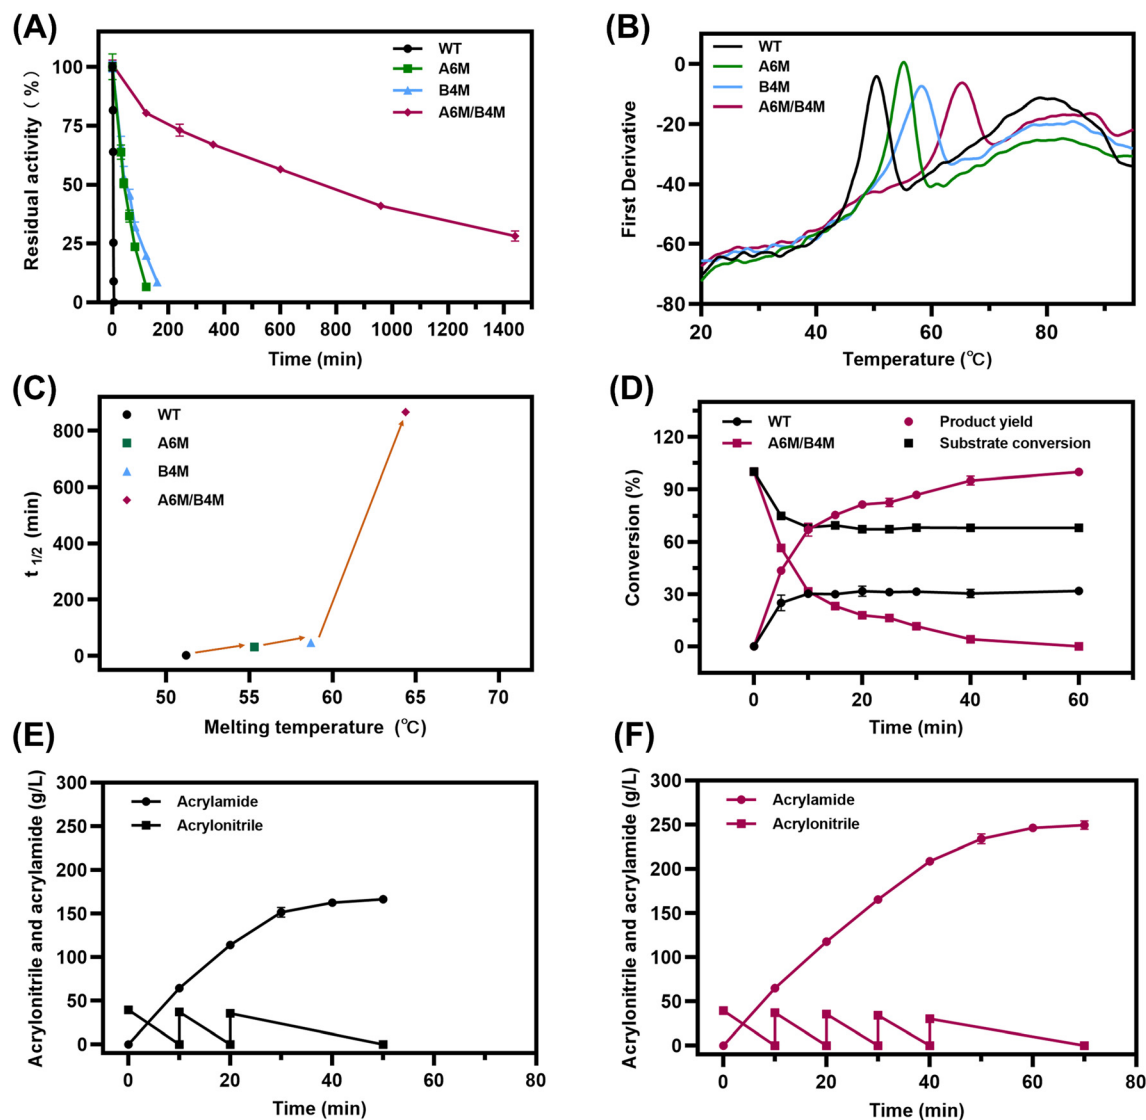 (A)
WT
A6M
B4M
A6M/B4M
Residual activity ( %)
100
75
50
25
0
0 200 400 600 800 1000 1200 1400
Time (min)
(B)
WT
A6M
B4M
A6M/B4M
First Derivative
0
-20
-40
-60
-80
20 40 60 80
Temperature (℃)
(C)
WT
A6M
B4M
A6M/B4M
t 1/2 (min)
800
600
400
200
0
50 55 60 65 70
Melting temperature (℃)
(D)
WT
A6M/B4M
Product yield
Substrate conversion
Conversion (%)
120
90
60
30
0
0 20 40 60
Time (min)
(E)
Acrylamide
Acrylonitrile
Acrylonitrile and acrylamide (g/L)
300
250
200
150
100
50
0
0 20 40 60 80
Time (min)
(F)
Acrylamide
Acrylonitrile
Acrylonitrile and acrylamide (g/L)
300
250
200
150
100
50
0
0 20 40 60 80
Time (min)